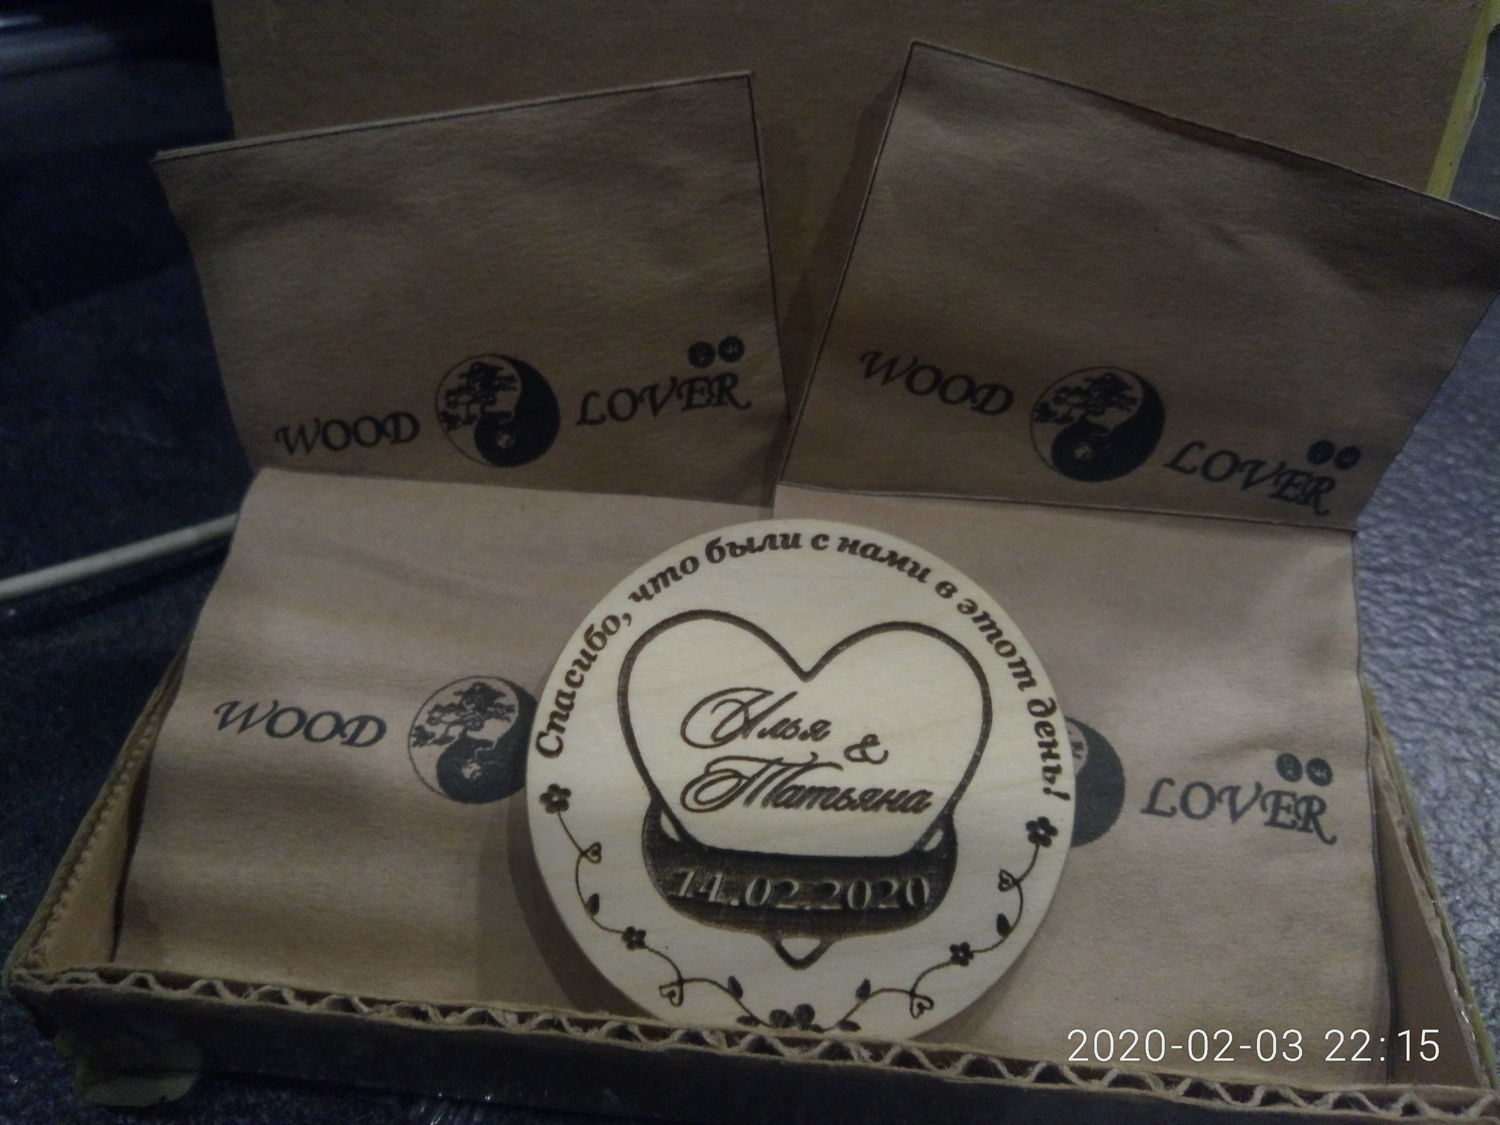 WOOD LOVER
WOOD LOVER
WOOD
LOVER
Спасибо, что были с нами в этот день!
Илья
&
Татьяна
14.02.2020
2020-02-03 22:15